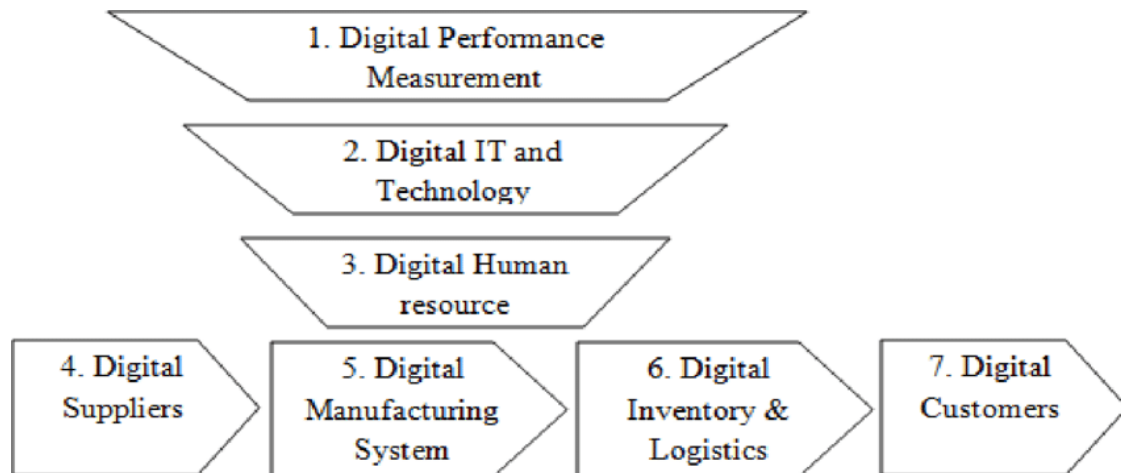 1. Digital Performance
Measurement
2. Digital IT and
Technology
3. Digital Human
resource
4. Digital
Suppliers
5. Digital
Manufacturing
System
6. Digital
Inventory &
Logistics
7. Digital
Customers